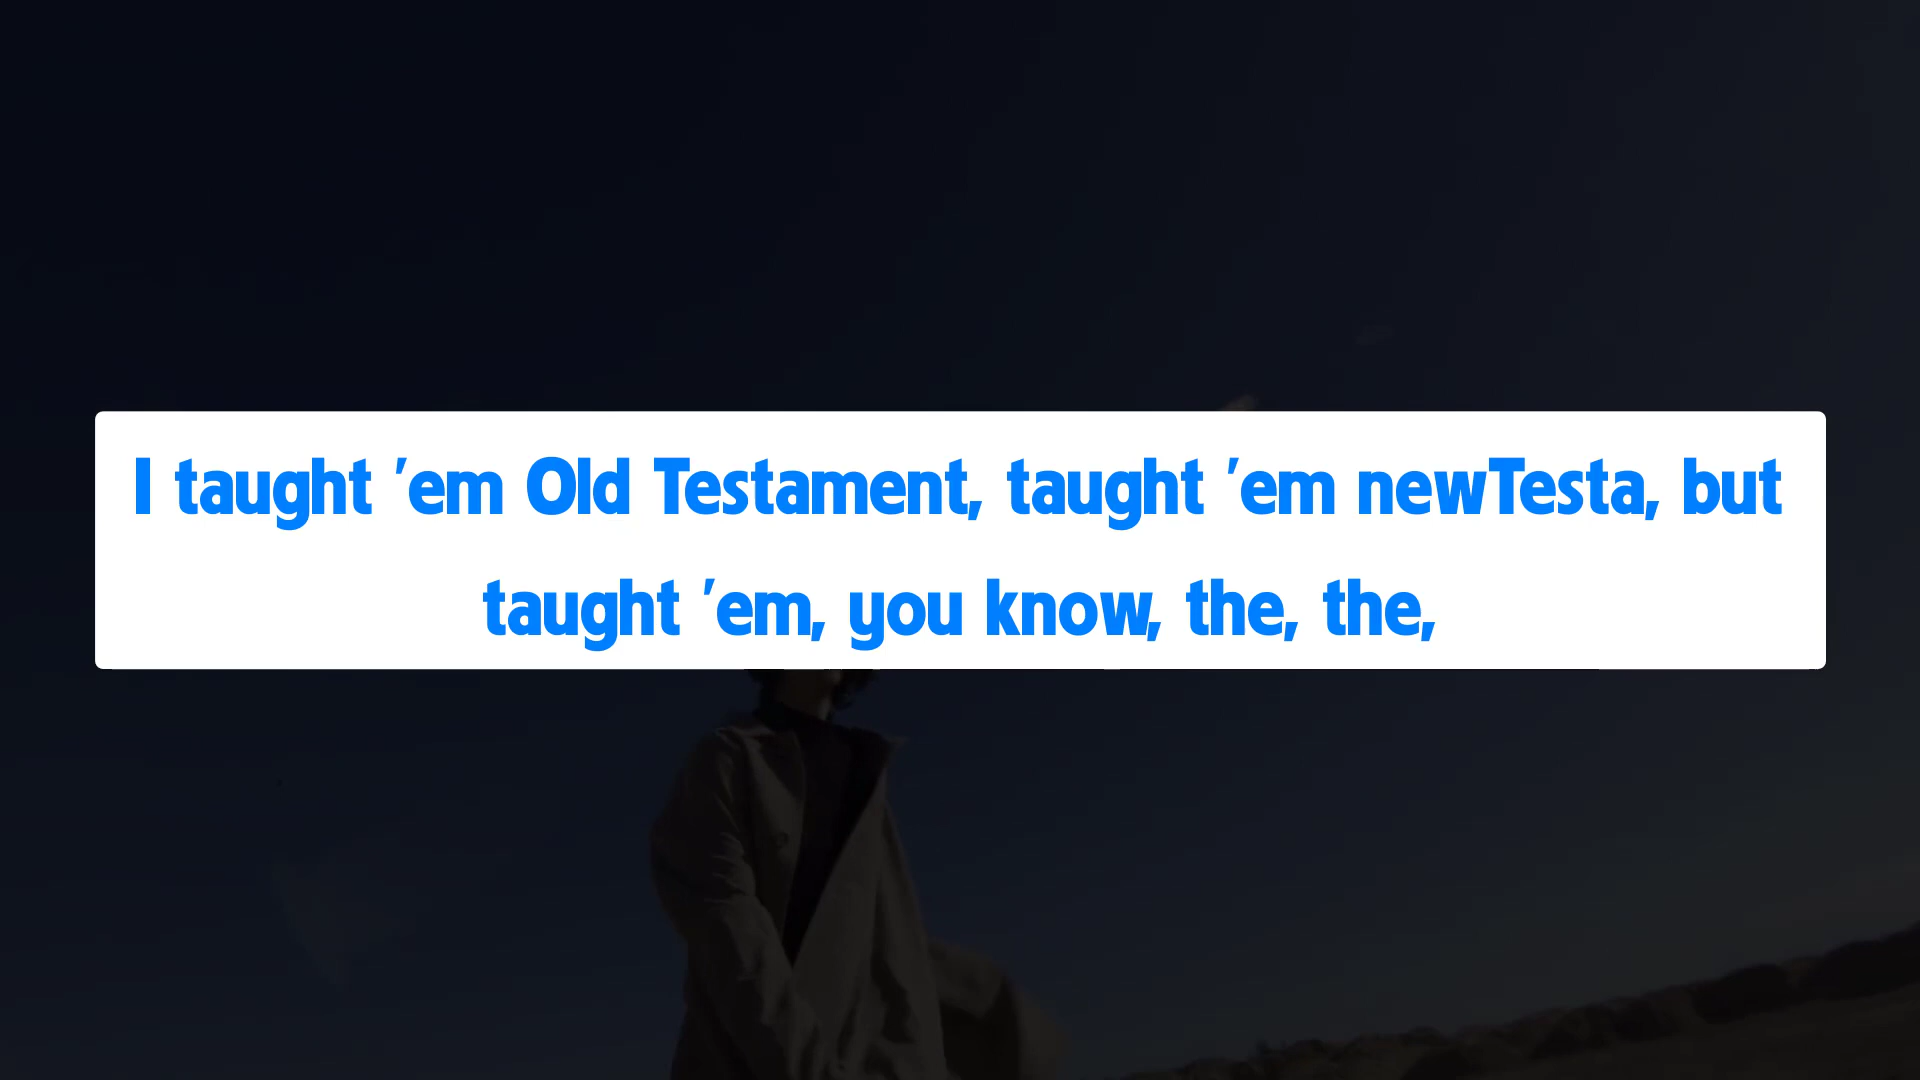 I taught 'em Old Testament, taught 'em newTesta, but
taught 'em, you know, the, the,